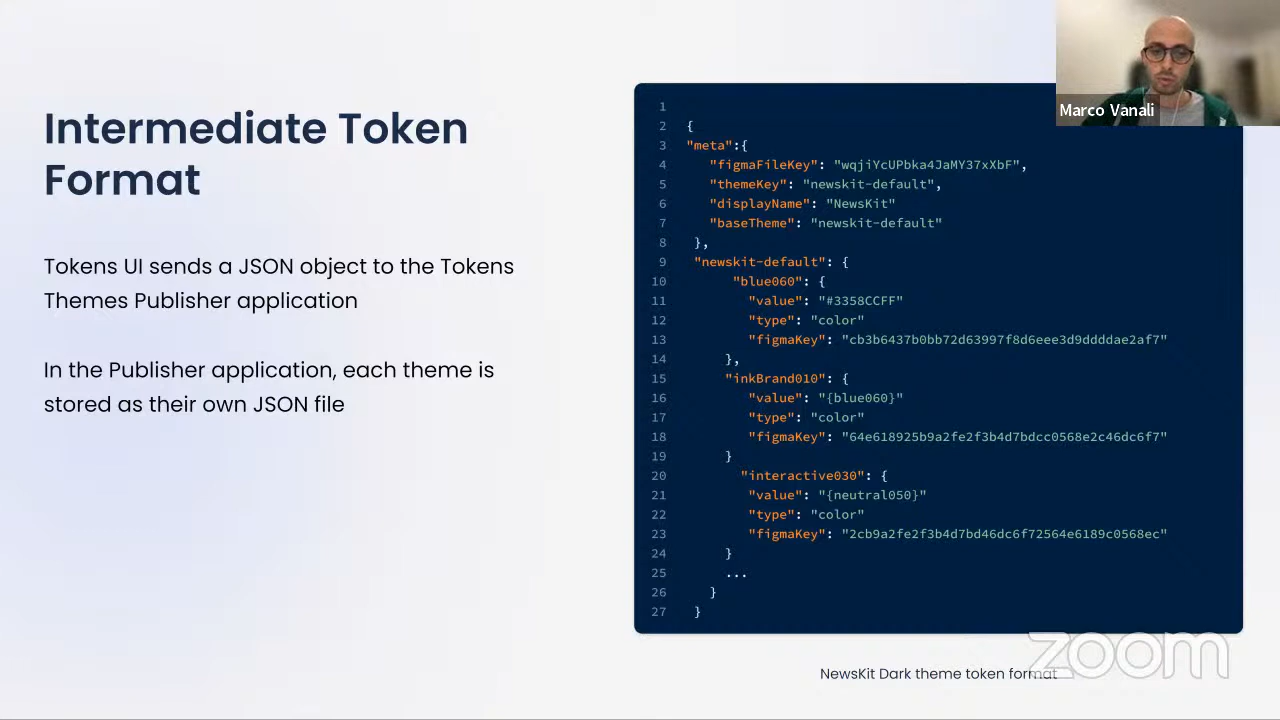 Intermediate Token
Format
Tokens UI sends a JSON object to the Tokens
Themes Publisher application
In the Publisher application, each theme is
stored as their own JSON file
Marco Vanali
1
2 {
3 "meta":{
4 "figmaFileKey": "wqjiYcUPbka4JaMY37xXbF",
5 "themeKey": "newskit-default",
6 "displayName": "NewsKit"
7 "baseTheme": "newskit-default"
8 },
9 "newskit-default": {
10 "blue060": {
11 "value": "#3358CCFF"
12 "type": "color"
13 "figmaKey": "cb3b6437b0bb72d63997f8d6eee3d9ddddae2af7"
14 },
15 "inkBrand010": {
16 "value": "{blue060}"
17 "type": "color"
18 "figmaKey": "64e618925b9a2fe2f3b4d7bdcc0568e2c46dc6f7"
19 }
20 "interactive030": {
21 "value": "{neutral050}"
22 "type": "color"
23 "figmaKey": "2cb9a2fe2f3b4d7bd46dc6f72564e6189c0568ec"
24 }
25 ...
26 }
27 }
NewsKit Dark theme token format
zoom